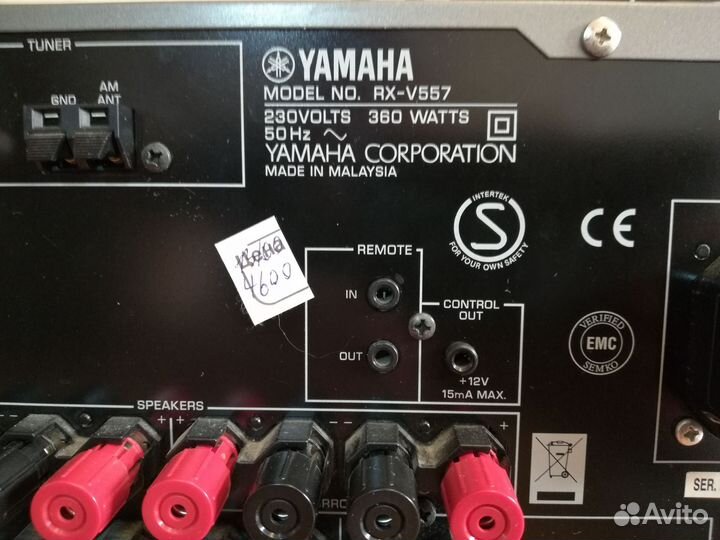 TUNER
GND
AM
ANT
YAMAHA
MODEL NO. RX-V557
230VOLTS 360 WATTS
50Hz
YAMAHA CORPORATION
MADE IN MALAYSIA
INTERTEK
S
FOR YOUR OWN SAFETY
CE
4600
REMOTE
IN
OUT
CONTROL
OUT
+12V
15mA MAX.
VERIFIED
EMC
SEMKO
SPEAKERS
SER.
Avito